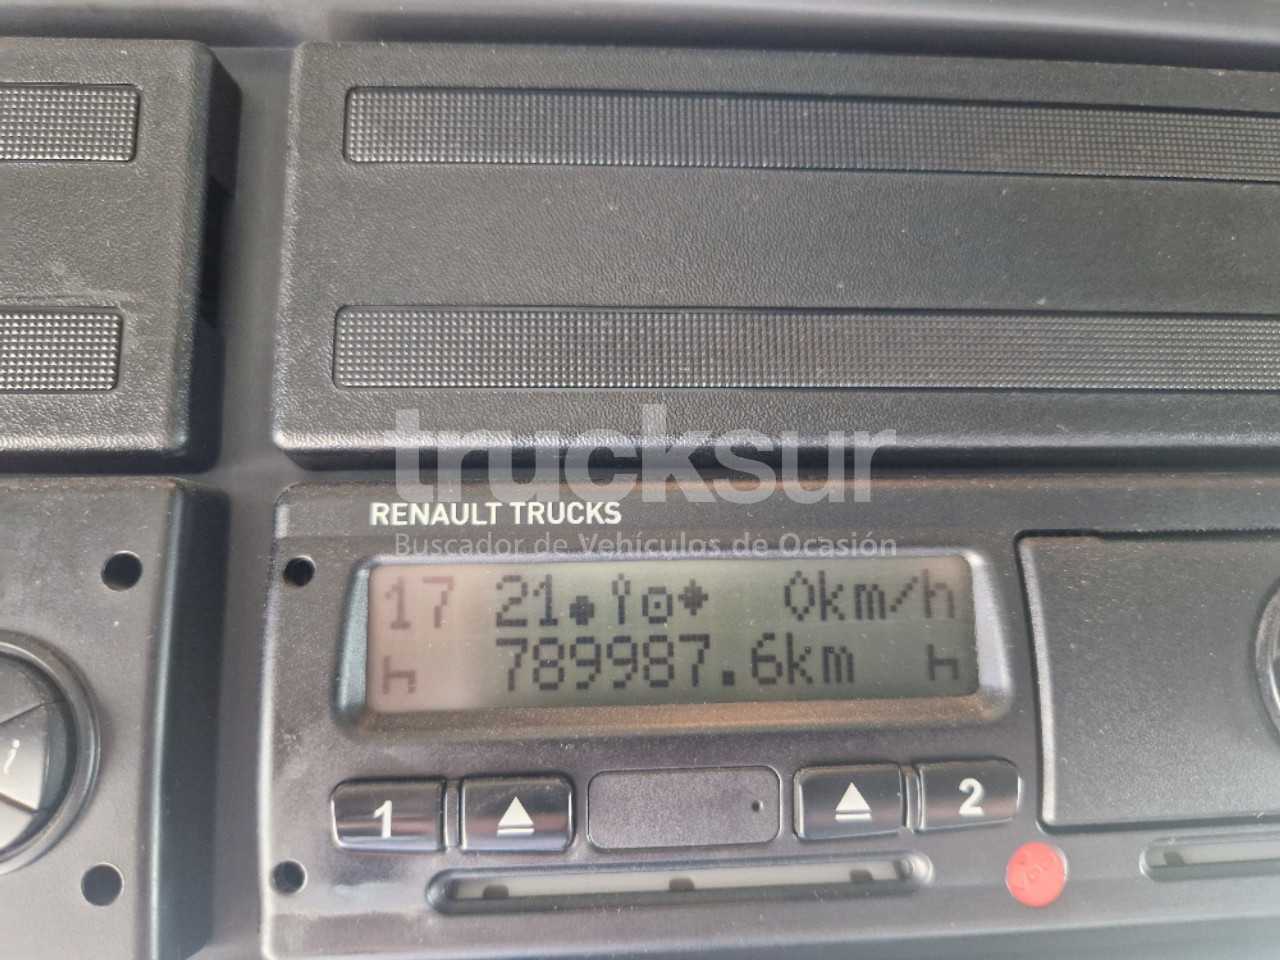 trucksur
RENAULT TRUCKS
Buscador de Vehículos de Ocasión
17 21 0km/h
789987.6km
1 2
i